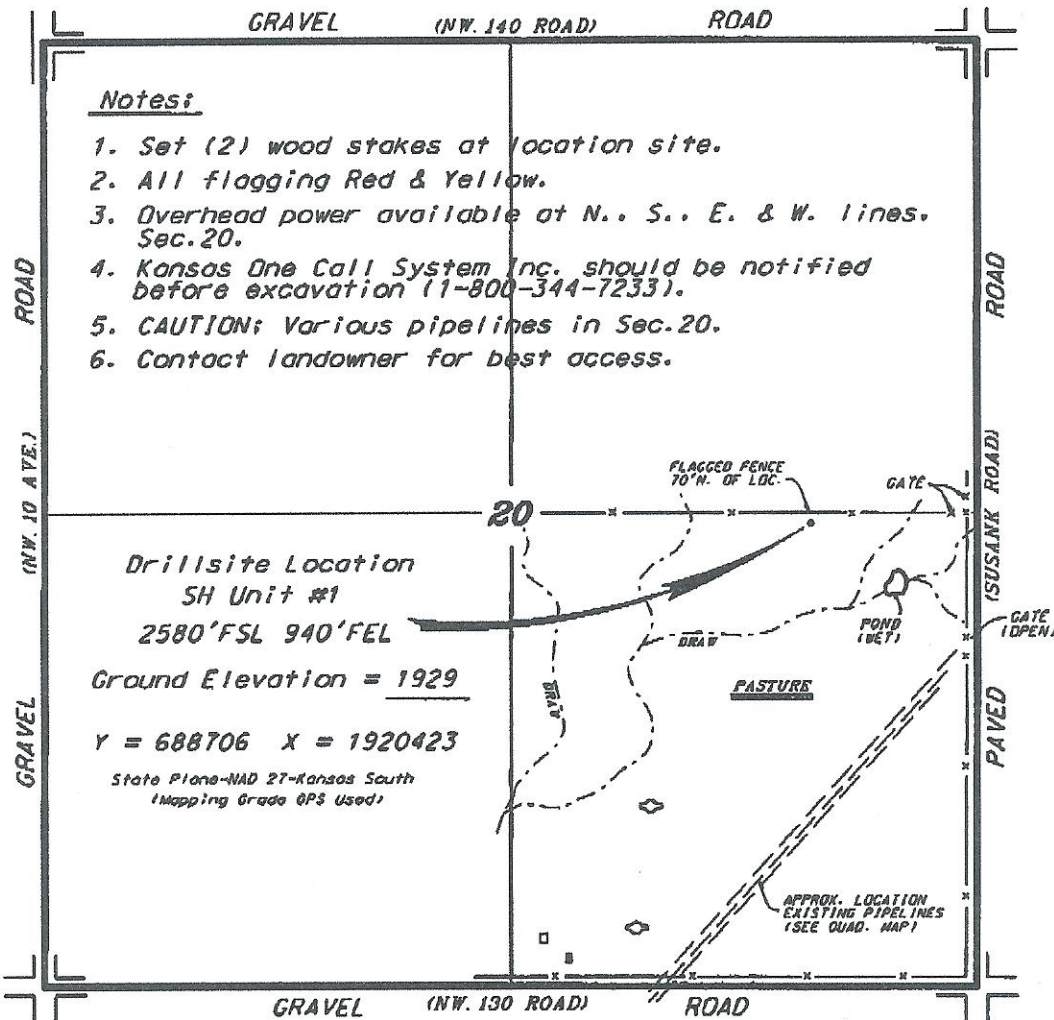 GRAVEL (NW. 140 ROAD) ROAD
Notes:
1. Set (2) wood stakes at location site.
2. All flagging Red & Yellow.
3. Overhead power available at N., S., E. & W. lines.
Sec.20.
4. Kansas One Call System Inc. should be notified
before excavation (1-800-344-7233).
5. CAUTION: Various pipelines in Sec.20.
6. Contact landowner for best access.
ROAD
(NW. 10 AVE.)
GRAVEL
ROAD
(SUSANK ROAD)
PAVED
FLAGGED FENCE
70'N. OF LOC.
GATE
20
Drillsite Location
SH Unit #1
2580'FSL 940'FEL
Ground Elevation = 1929
Y = 688706 X = 1920423
State Plane-NAD 27-Kansas South
(Mapping Grade GPS Used)
DRAW
DRAW
POND
(WET)
GATE
(OPEN)
PASTURE
APPROX. LOCATION
EXISTING PIPELINES
(SEE QUAD. MAP)
GRAVEL (NW. 130 ROAD) ROAD